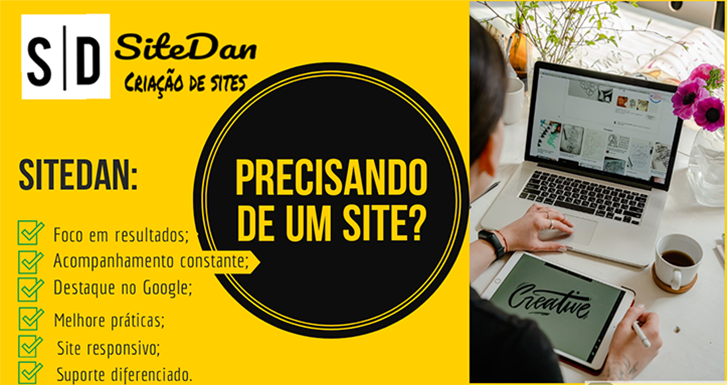 S|D
SiteDan
Criação de sites
SITEDAN:
PRECISANDO
DE UM SITE?
Foco em resultados;
Acompanhamento constante;
Destaque no Google;
Melhore práticas;
Site responsivo;
Suporte diferenciado.
Creative